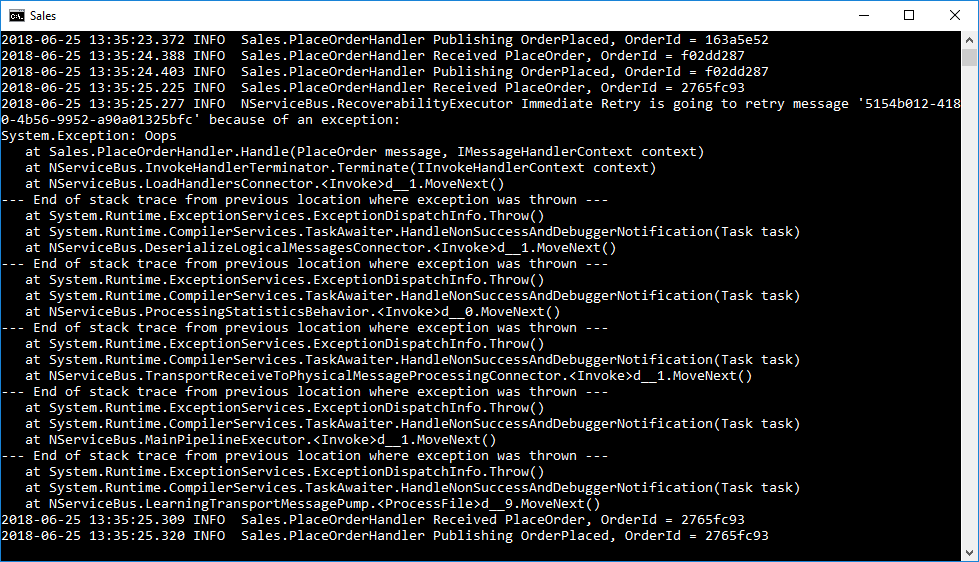 C:\. Sales
2018-06-25 13:35:23.372 INFO  Sales.PlaceOrderHandler Publishing OrderPlaced, OrderId = 163a5e52
2018-06-25 13:35:24.388 INFO  Sales.PlaceOrderHandler Received PlaceOrder, OrderId = f02dd287
2018-06-25 13:35:24.403 INFO  Sales.PlaceOrderHandler Publishing OrderPlaced, OrderId = f02dd287
2018-06-25 13:35:25.225 INFO  Sales.PlaceOrderHandler Received PlaceOrder, OrderId = 2765fc93
2018-06-25 13:35:25.277 INFO  NServiceBus.RecoverabilityExecutor Immediate Retry is going to retry message '5154b012-418
0-4b56-9952-a90a01325bfc' because of an exception:
System.Exception: Oops
   at Sales.PlaceOrderHandler.Handle(PlaceOrder message, IMessageHandlerContext context)
   at NServiceBus.InvokeHandlerTerminator.Terminate(IInvokeHandlerContext context)
   at NServiceBus.LoadHandlersConnector.<Invoke>d__1.MoveNext()
--- End of stack trace from previous location where exception was thrown ---
   at System.Runtime.ExceptionServices.ExceptionDispatchInfo.Throw()
   at System.Runtime.CompilerServices.TaskAwaiter.HandleNonSuccessAndDebuggerNotification(Task task)
   at NServiceBus.DeserializeLogicalMessagesConnector.<Invoke>d__1.MoveNext()
--- End of stack trace from previous location where exception was thrown ---
   at System.Runtime.ExceptionServices.ExceptionDispatchInfo.Throw()
   at System.Runtime.CompilerServices.TaskAwaiter.HandleNonSuccessAndDebuggerNotification(Task task)
   at NServiceBus.ProcessingStatisticsBehavior.<Invoke>d__0.MoveNext()
--- End of stack trace from previous location where exception was thrown ---
   at System.Runtime.ExceptionServices.ExceptionDispatchInfo.Throw()
   at System.Runtime.CompilerServices.TaskAwaiter.HandleNonSuccessAndDebuggerNotification(Task task)
   at NServiceBus.TransportReceiveToPhysicalMessageProcessingConnector.<Invoke>d__1.MoveNext()
--- End of stack trace from previous location where exception was thrown ---
   at System.Runtime.ExceptionServices.ExceptionDispatchInfo.Throw()
   at System.Runtime.CompilerServices.TaskAwaiter.HandleNonSuccessAndDebuggerNotification(Task task)
   at NServiceBus.MainPipelineExecutor.<Invoke>d__1.MoveNext()
--- End of stack trace from previous location where exception was thrown ---
   at System.Runtime.ExceptionServices.ExceptionDispatchInfo.Throw()
   at System.Runtime.CompilerServices.TaskAwaiter.HandleNonSuccessAndDebuggerNotification(Task task)
   at NServiceBus.LearningTransportMessagePump.<ProcessFile>d__9.MoveNext()
2018-06-25 13:35:25.309 INFO  Sales.PlaceOrderHandler Received PlaceOrder, OrderId = 2765fc93
2018-06-25 13:35:25.320 INFO  Sales.PlaceOrderHandler Publishing OrderPlaced, OrderId = 2765fc93